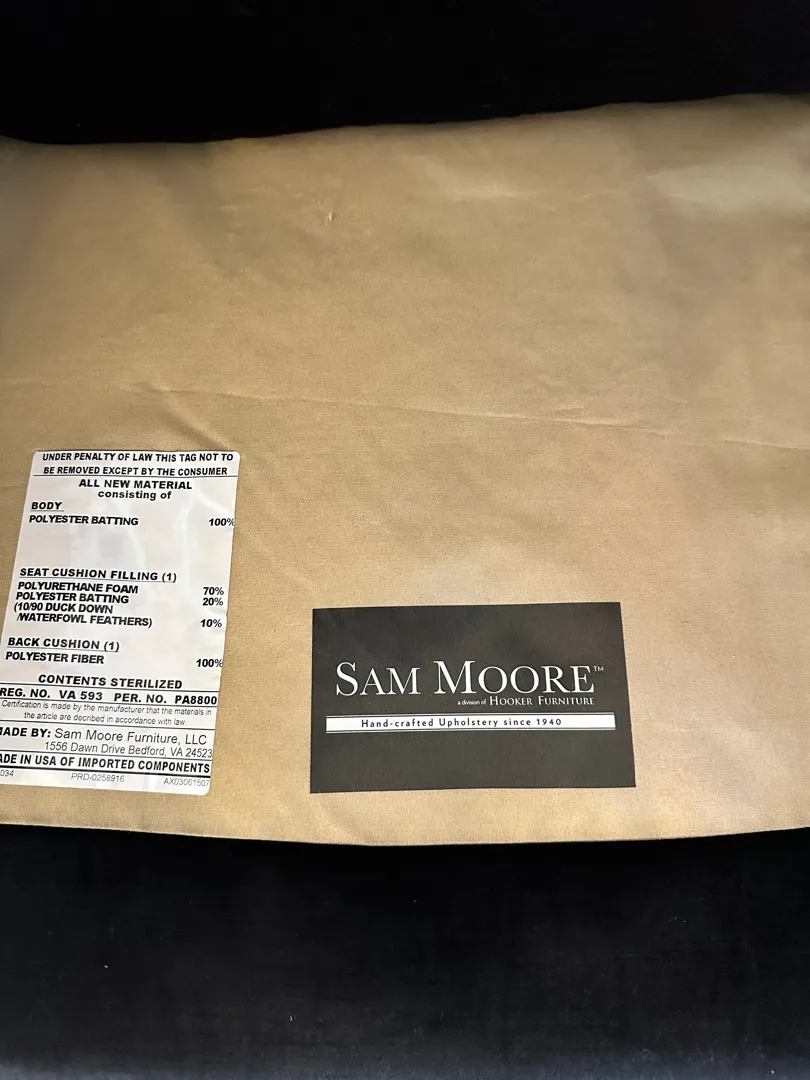 UNDER PENALTY OF LAW THIS TAG NOT TO
BE REMOVED EXCEPT BY THE CONSUMER
ALL NEW MATERIAL
consisting of
BODY
POLYESTER BATTING 100%
SEAT CUSHION FILLING (1)
POLYURETHANE FOAM 70%
POLYESTER BATTING 20%
(10/90 DUCK DOWN
/WATERFOWL FEATHERS) 10%
BACK CUSHION (1)
POLYESTER FIBER 100%
CONTENTS STERILIZED
REG. NO. VA 593 PER. NO. PA8800
Certification is made by the manufacturer that the materials in
the article are decribed in accordance with law.
MADE BY: Sam Moore Furniture, LLC
1556 Dawn Drive Bedford, VA 24523
ADE IN USA OF IMPORTED COMPONENTS
034 PRD-0258916 AX03061507
SAM MOORE™
a division of HOOKER FURNITURE
Hand-crafted Upholstery since 1940